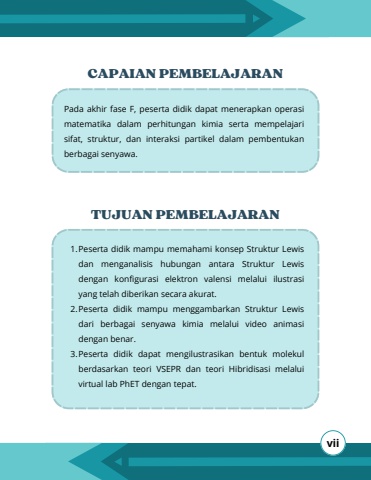 CAPAIAN PEMBELAJARAN
Pada akhir fase F, peserta didik dapat menerapkan operasi
matematika dalam perhitungan kimia serta mempelajari
sifat, struktur, dan interaksi partikel dalam pembentukan
berbagai senyawa.
TUJUAN PEMBELAJARAN
1.Peserta didik mampu memahami konsep Struktur Lewis
dan menganalisis hubungan antara Struktur Lewis
dengan konfigurasi elektron valensi melalui ilustrasi
yang telah diberikan secara akurat.
2.Peserta didik mampu menggambarkan Struktur Lewis
dari berbagai senyawa kimia melalui video animasi
dengan benar.
3.Peserta didik dapat mengilustrasikan bentuk molekul
berdasarkan teori VSEPR dan teori Hibridisasi melalui
virtual lab PhET dengan tepat.
vii